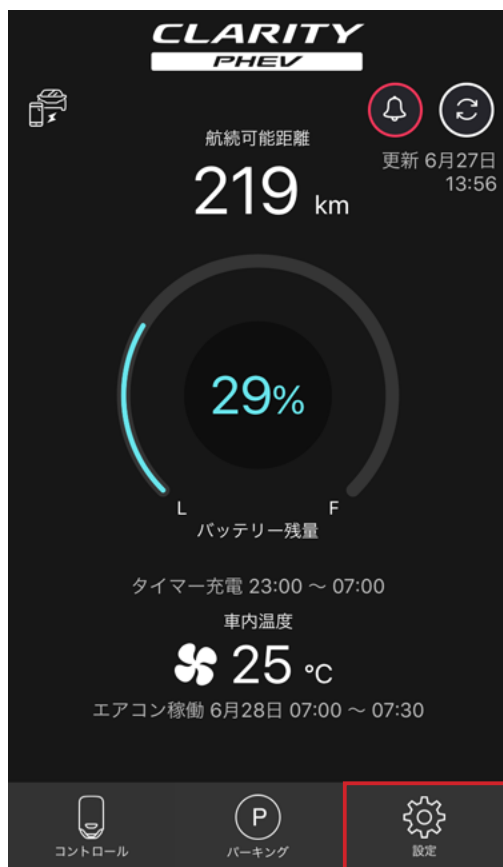 CLARITY
PHEV
航続可能距離
219 km
更新 6月27日
13:56
29%
L F
バッテリー残量
タイマー充電 23:00 ～ 07:00
車内温度
25 °C
エアコン稼働 6月28日 07:00 ～ 07:30
P
コントロール パーキング 設定